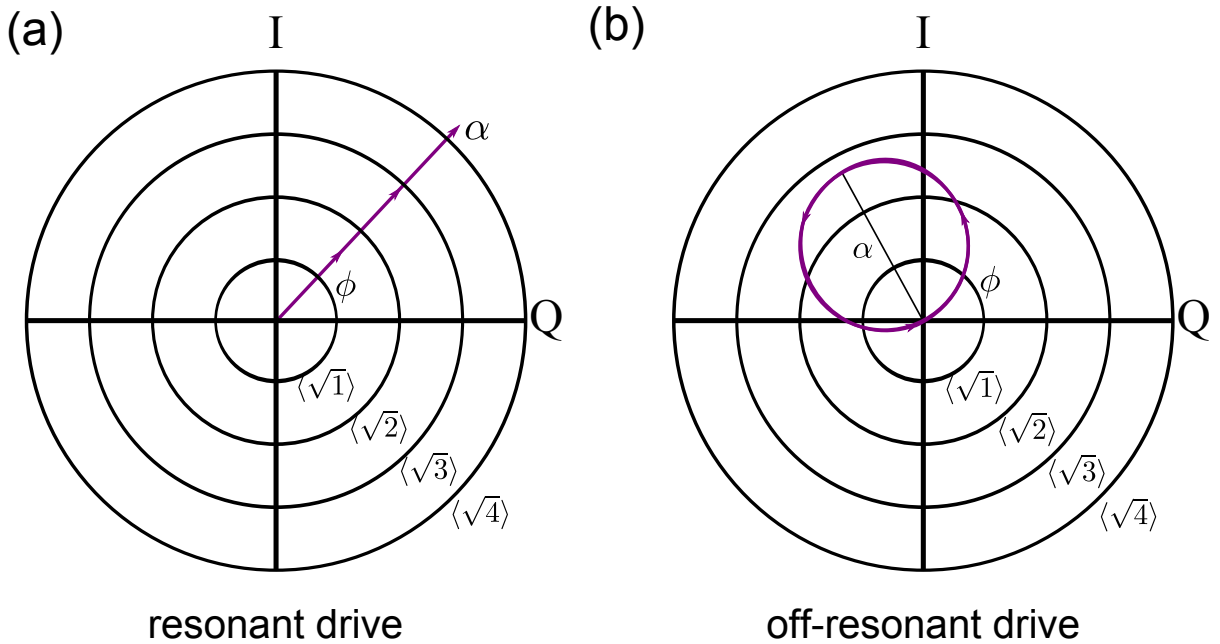 (a)
I
α
ϕ
Q
⟨√1⟩
⟨√2⟩
⟨√3⟩
⟨√4⟩
resonant drive
(b)
I
α
ϕ
Q
⟨√1⟩
⟨√2⟩
⟨√3⟩
⟨√4⟩
off-resonant drive